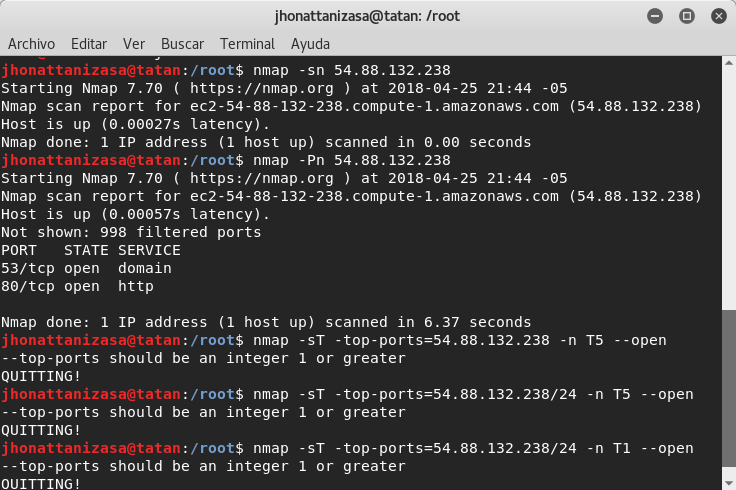 jhonattanizasa@tatan: /root
Archivo Editar Ver Buscar Terminal Ayuda
jhonattanizasa@tatan:/root$ nmap -sn 54.88.132.238
Starting Nmap 7.70 ( https://nmap.org ) at 2018-04-25 21:44 -05
Nmap scan report for ec2-54-88-132-238.compute-1.amazonaws.com (54.88.132.238)
Host is up (0.00027s latency).
Nmap done: 1 IP address (1 host up) scanned in 0.00 seconds
jhonattanizasa@tatan:/root$ nmap -Pn 54.88.132.238
Starting Nmap 7.70 ( https://nmap.org ) at 2018-04-25 21:44 -05
Nmap scan report for ec2-54-88-132-238.compute-1.amazonaws.com (54.88.132.238)
Host is up (0.00057s latency).
Not shown: 998 filtered ports
PORT   STATE SERVICE
53/tcp open  domain
80/tcp open  http
Nmap done: 1 IP address (1 host up) scanned in 6.37 seconds
jhonattanizasa@tatan:/root$ nmap -sT -top-ports=54.88.132.238 -n T5 --open
--top-ports should be an integer 1 or greater
QUITTING!
jhonattanizasa@tatan:/root$ nmap -sT -top-ports=54.88.132.238/24 -n T5 --open
--top-ports should be an integer 1 or greater
QUITTING!
jhonattanizasa@tatan:/root$ nmap -sT -top-ports=54.88.132.238/24 -n T1 --open
--top-ports should be an integer 1 or greater
QUITTING!